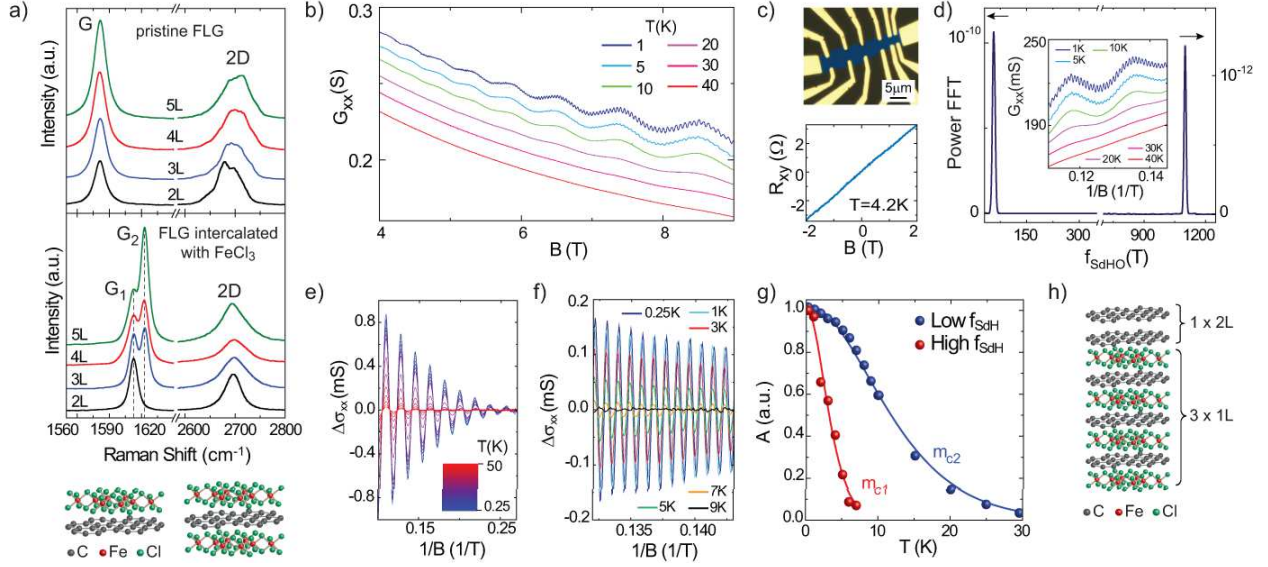 a)
G
pristine FLG
2D
5L
4L
3L
2L
Intensity (a.u.)
G2
FLG intercalated
with FeCl3
G1
2D
5L
4L
3L
2L
Intensity (a.u.)
1560 1590 1620 2700 2800
Raman Shift (cm-1)
C Fe Cl
b)
T(K)
1 20
5 30
10 40
0.3
0.2
Gxx(S)
4 6 8
B (T)
c)
5μm
2
0
-2
Rxy (Ω)
T=4.2K
-2 0 2
B (T)
d)
10-10
0
Power FFT
250
190
Gxx(mS)
1K 10K
5K
30K
20K 40K
0.12 0.14
1/B (1/T)
10-12
0
150 300 900 1200
fSdHO(T)
e)
0.8
0.4
0.0
-0.4
-0.8
Δσxx (mS)
T(K)
50
0.25
0.15 0.20 0.25
1/B (1/T)
f)
0.2
0.1
0.0
-0.1
-0.2
Δσxx (mS)
0.25K 1K
3K
7K
5K 9K
0.135 0.140
1/B (1/T)
g)
1.0
0.8
0.6
0.4
0.2
0.0
A (a.u.)
Low fSdH
High fSdH
mc2
mc1
0 10 20 30
T (K)
h)
1 x 2L
3 x 1L
C Fe Cl